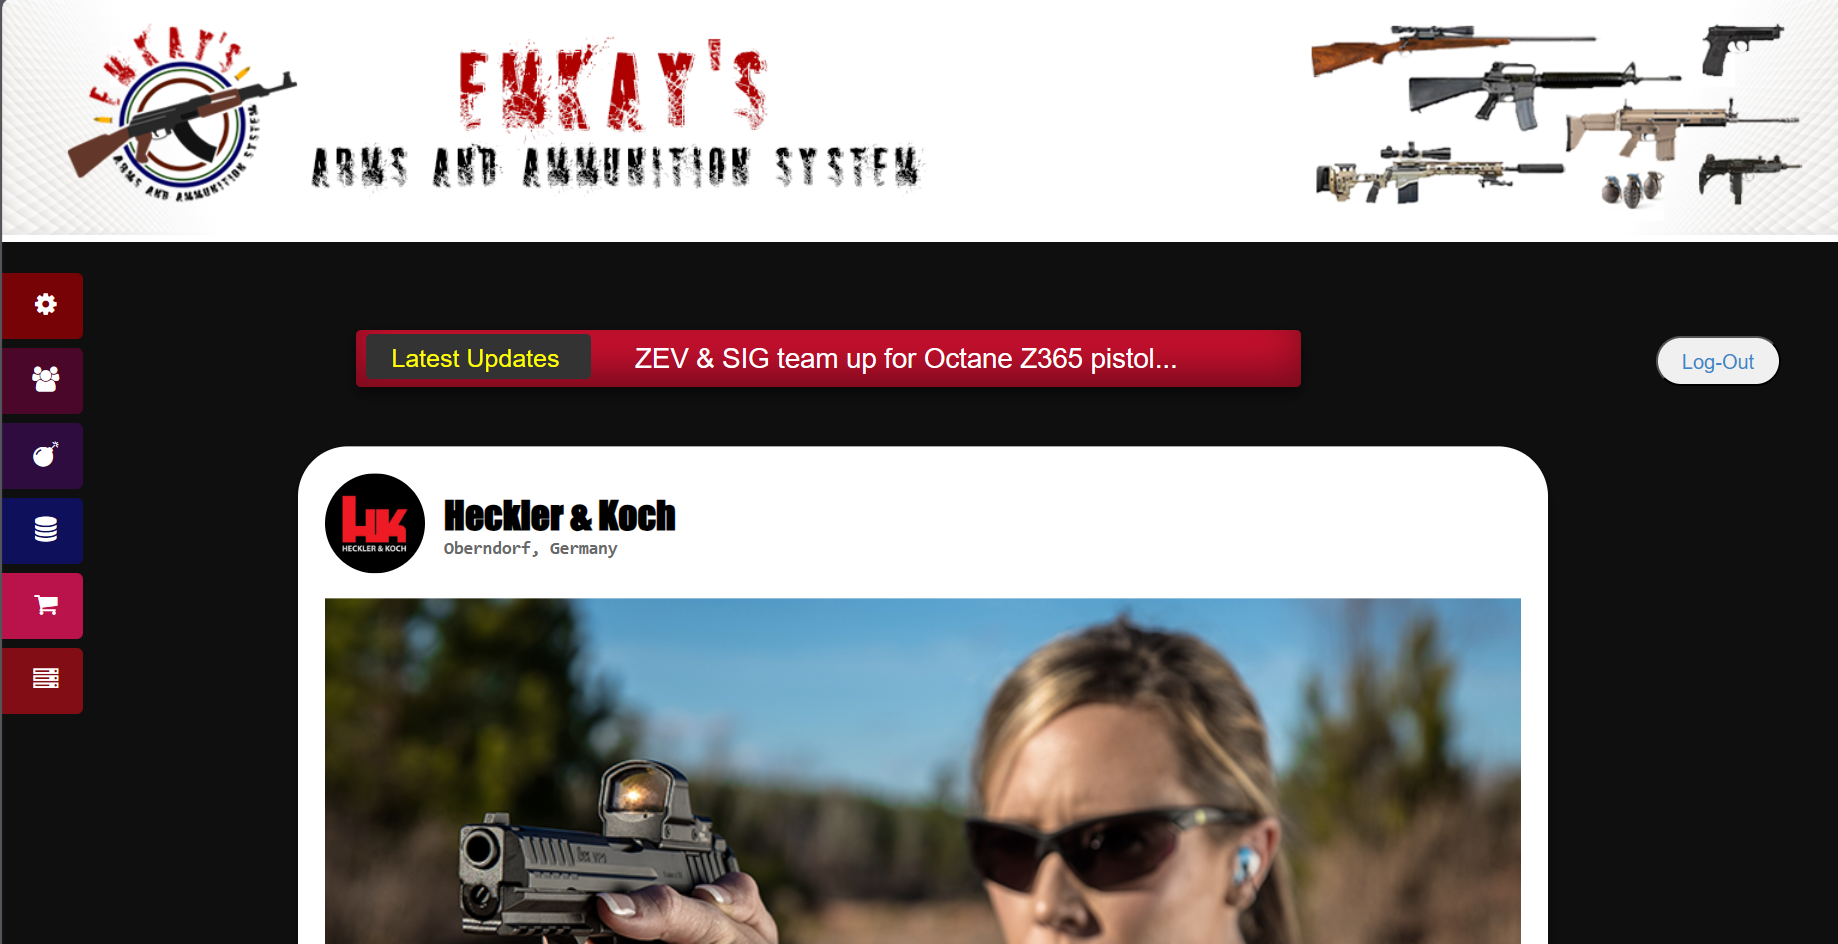 EMKAY'S
ARMS AND AMMUNITION SYSTEM
EMKAY'S
ARMS AND AMMUNITION SYSTEM
Latest Updates
ZEV & SIG team up for Octane Z365 pistol...
Log-Out
HK
HECKLER & KOCH
Heckler & Koch
Oberndorf, Germany